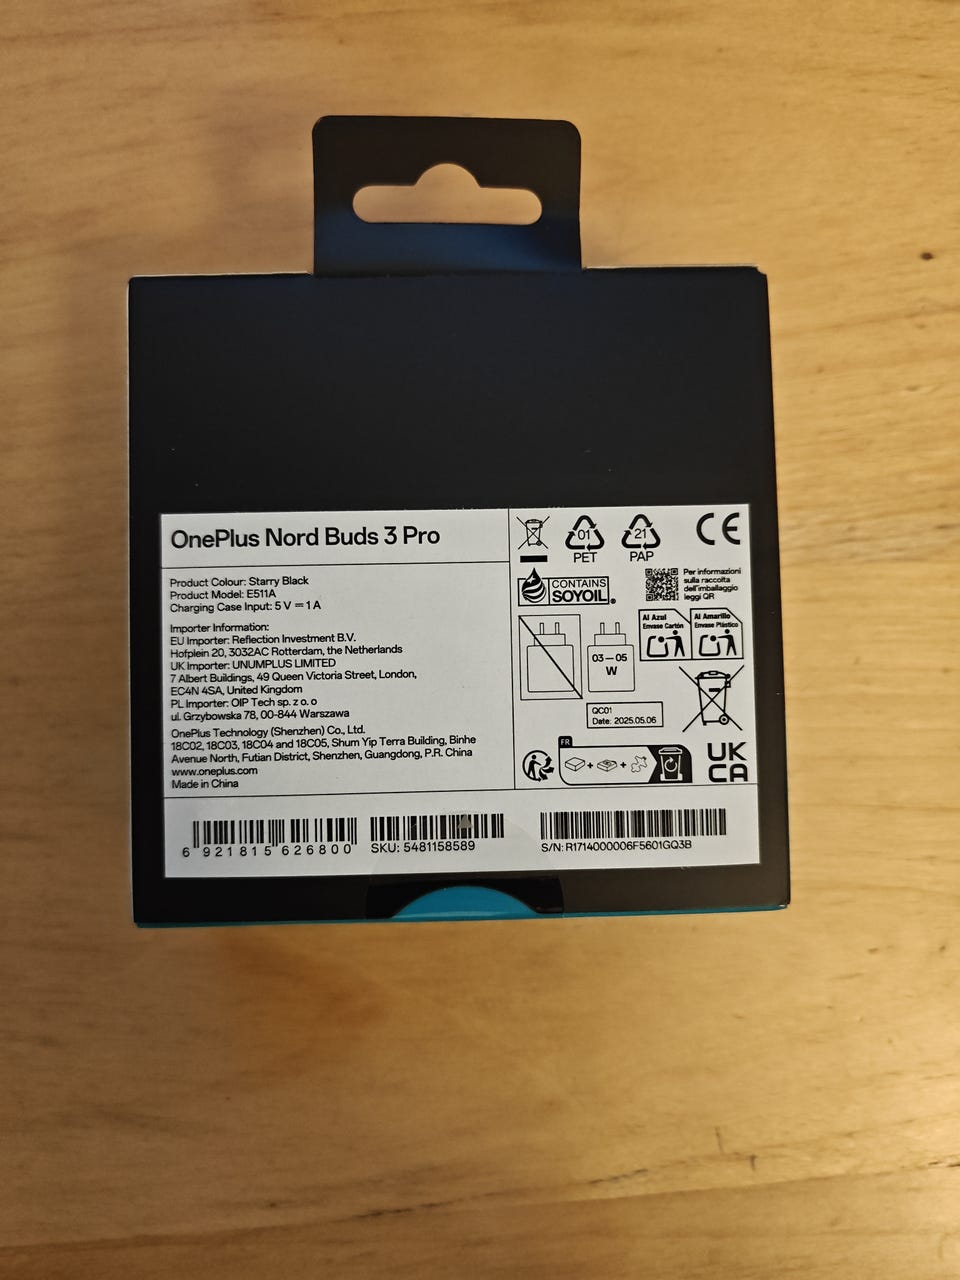 OnePlus Nord Buds 3 Pro
Product Colour: Starry Black
Product Model: E511A
Charging Case Input: 5 V ⎓ 1 A
Importer Information:
EU Importer: Reflection Investment B.V.
Hofplein 20, 3032AC Rotterdam, the Netherlands
UK Importer: UNUMPLUS LIMITED
7 Albert Buildings, 49 Queen Victoria Street, London,
EC4N 4SA, United Kingdom
PL Importer: OIP Tech sp. z o. o
ul. Grzybowska 78, 00-844 Warszawa
OnePlus Technology (Shenzhen) Co., Ltd.
18C02, 18C03, 18C04 and 18C05, Shum Yip Terra Building, Binhe
Avenue North, Futian District, Shenzhen, Guangdong, P.R. China
www.oneplus.com
Made in China
01
PET
21
PAP
CE
CONTAINS
SOYOIL
Per informazioni
sulla raccolta
dell'imballaggio
leggi QR
Al Azul
Envase Cartón
Al Amarillo
Envase Plástico
03 – 05
W
QC01
Date: 2025.05.06
FR
UK
CA
6 921815 626800
SKU: 5481158589
S/N: R1714000006F5601GQ3B